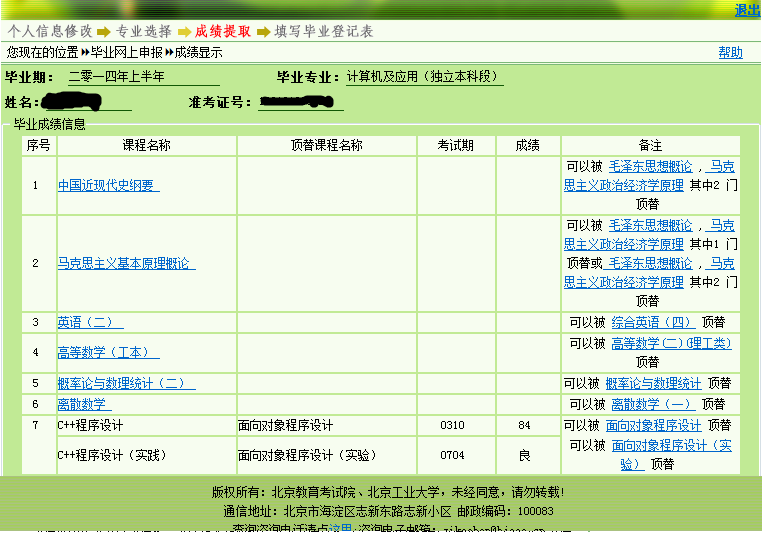 退出
个人信息修改 专业选择 成绩提取 填写毕业登记表
您现在的位置 毕业网上申报 成绩显示 帮助
毕业期： 二零一四年上半年 毕业专业：计算机及应用（独立本科段）
姓名： 准考证号：
毕业成绩信息
序号 课程名称 顶替课程名称 考试期 成绩 备注
1 中国近现代史纲要 可以被 毛泽东思想概论 ， 马克
思主义政治经济学原理 其中2 门
顶替
2 马克思主义基本原理概论 可以被 毛泽东思想概论 ， 马克
思主义政治经济学原理 其中1 门
顶替或 毛泽东思想概论 ， 马克
思主义政治经济学原理 其中2 门
顶替
3 英语（二） 可以被 综合英语（四） 顶替
4 高等数学（工本） 可以被 高等数学(二)(理工类)
顶替
5 概率论与数理统计（二） 可以被 概率论与数理统计 顶替
6 离散数学 可以被 离散数学（一） 顶替
7 C++程序设计 面向对象程序设计 0310 84 可以被 面向对象程序设计 顶替
C++程序设计（实践） 面向对象程序设计（实验） 0704 良 可以被 面向对象程序设计（实
验） 顶替
版权所有：北京教育考试院、北京工业大学，未经同意，请勿转载!
通信地址：北京市海淀区志新东路志新小区 邮政编码：100083
查询咨询电话请点这里 咨询电子邮箱：